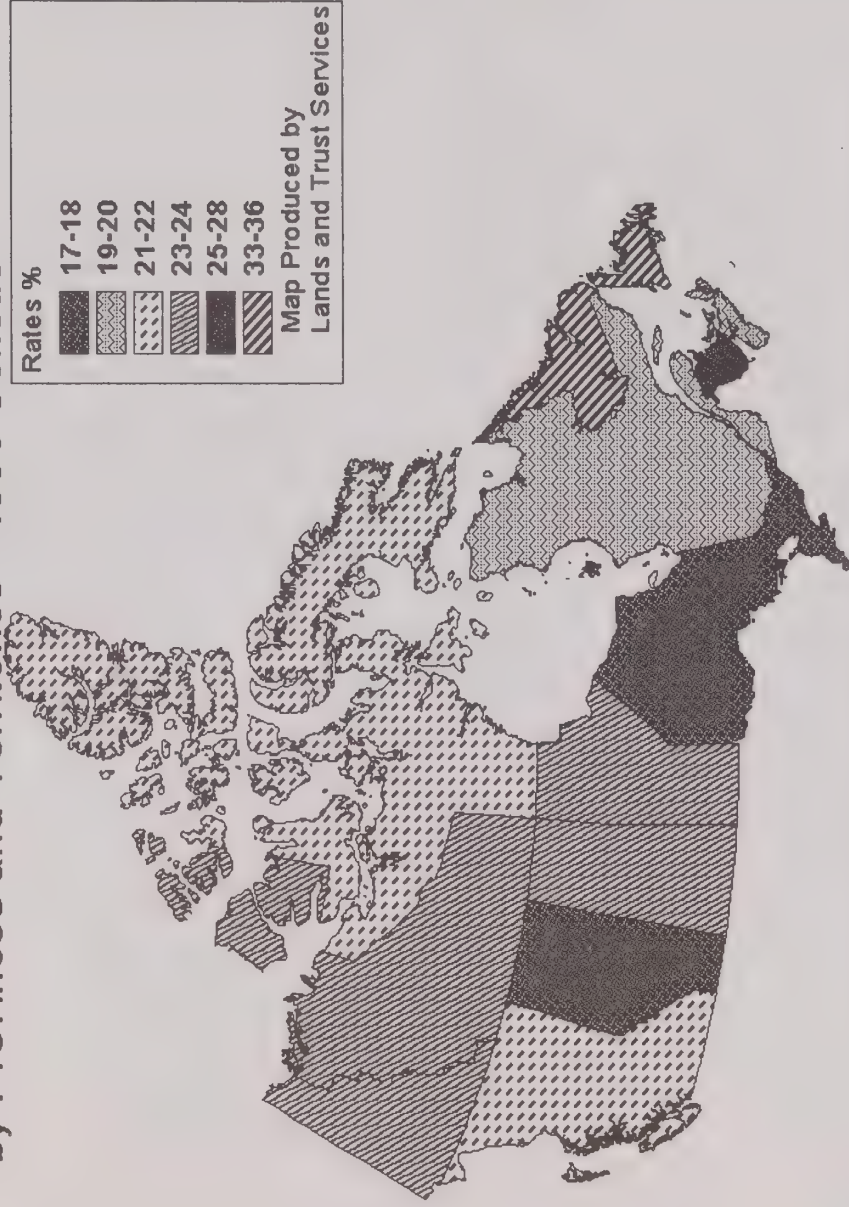 Rates %
17-18
19-20
21-22
23-24
25-28
33-36
Map Produced by
Lands and Trust Services